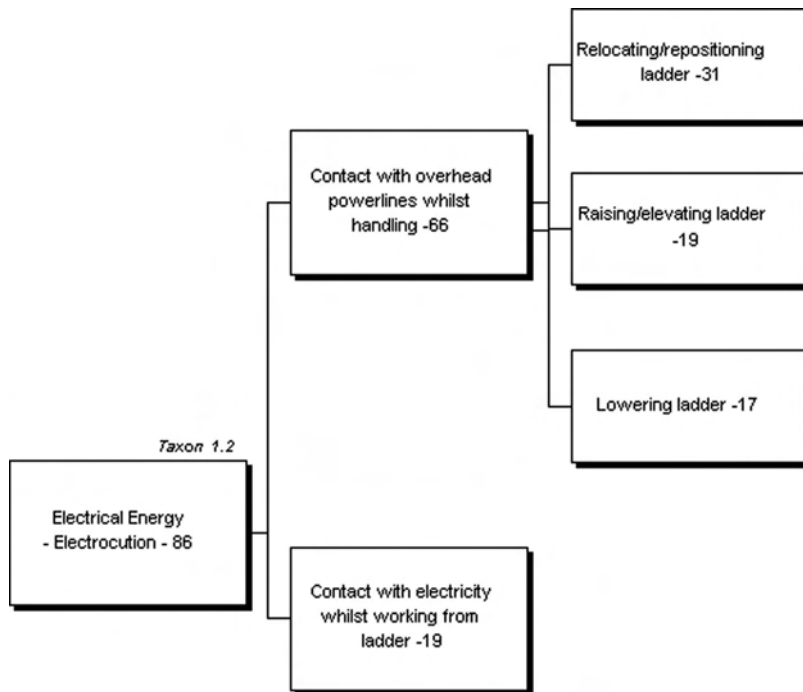 Relocating/repositioning
ladder -31
Contact with overhead
powerlines whilst
handling -66
Raising/elevating ladder
-19
Lowering ladder -17
Taxon 1.2
Electrical Energy
- Electrocution - 86
Contact with electricity
whilst working from
ladder -19